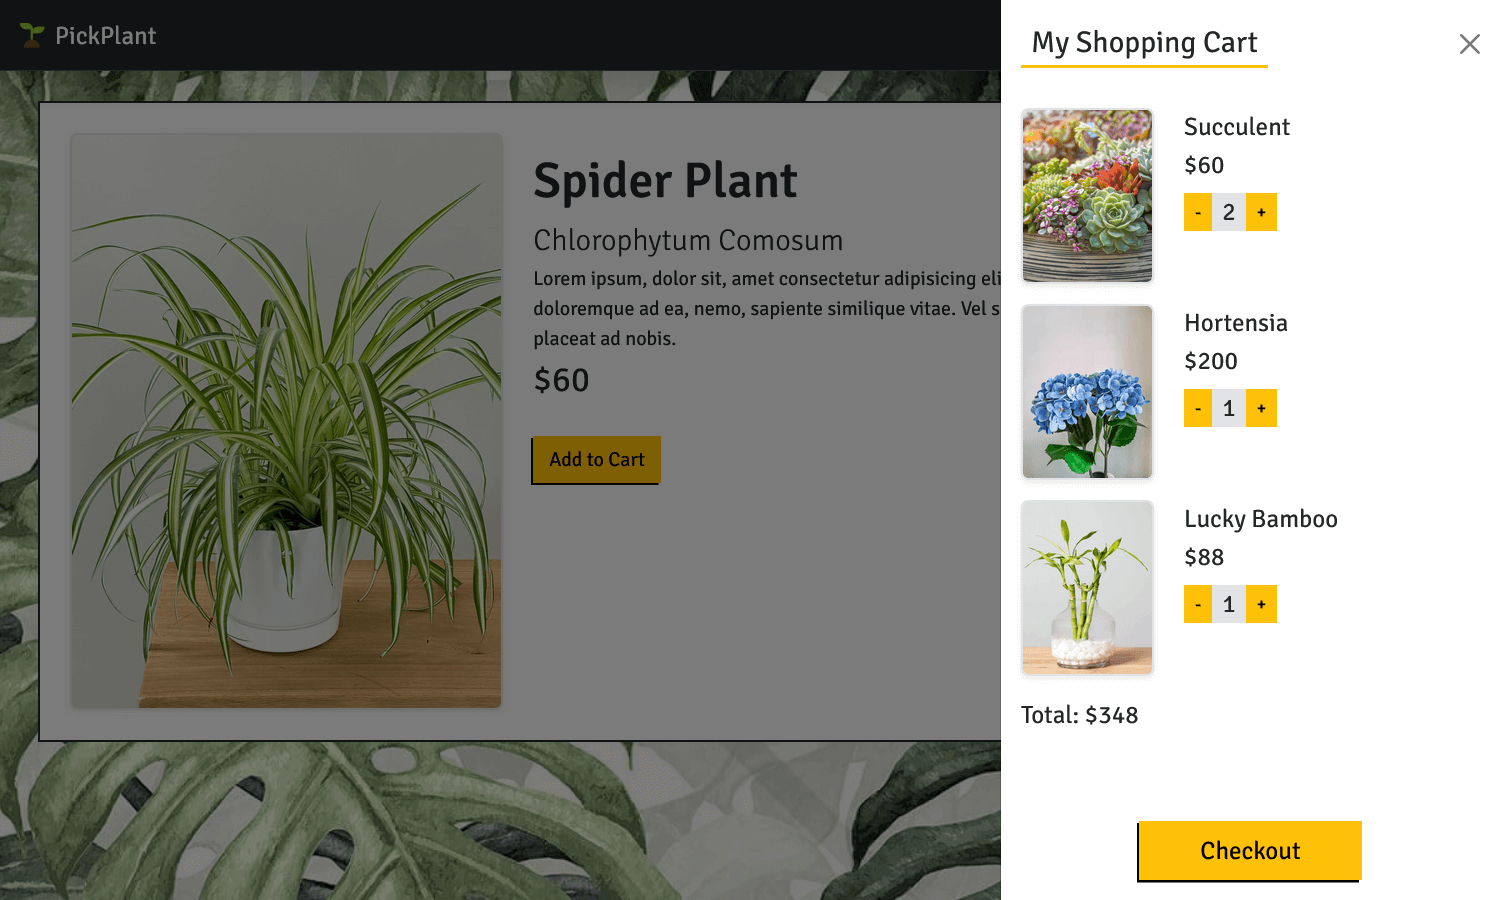 PickPlant
Spider Plant
Chlorophytum Comosum
Lorem ipsum, dolor sit, amet consectetur adipisicing eli
doloremque ad ea, nemo, sapiente similique vitae. Vel s
placeat ad nobis.
$60
Add to Cart
My Shopping Cart
Succulent
$60
- 2 +
Hortensia
$200
- 1 +
Lucky Bamboo
$88
- 1 +
Total: $348
Checkout